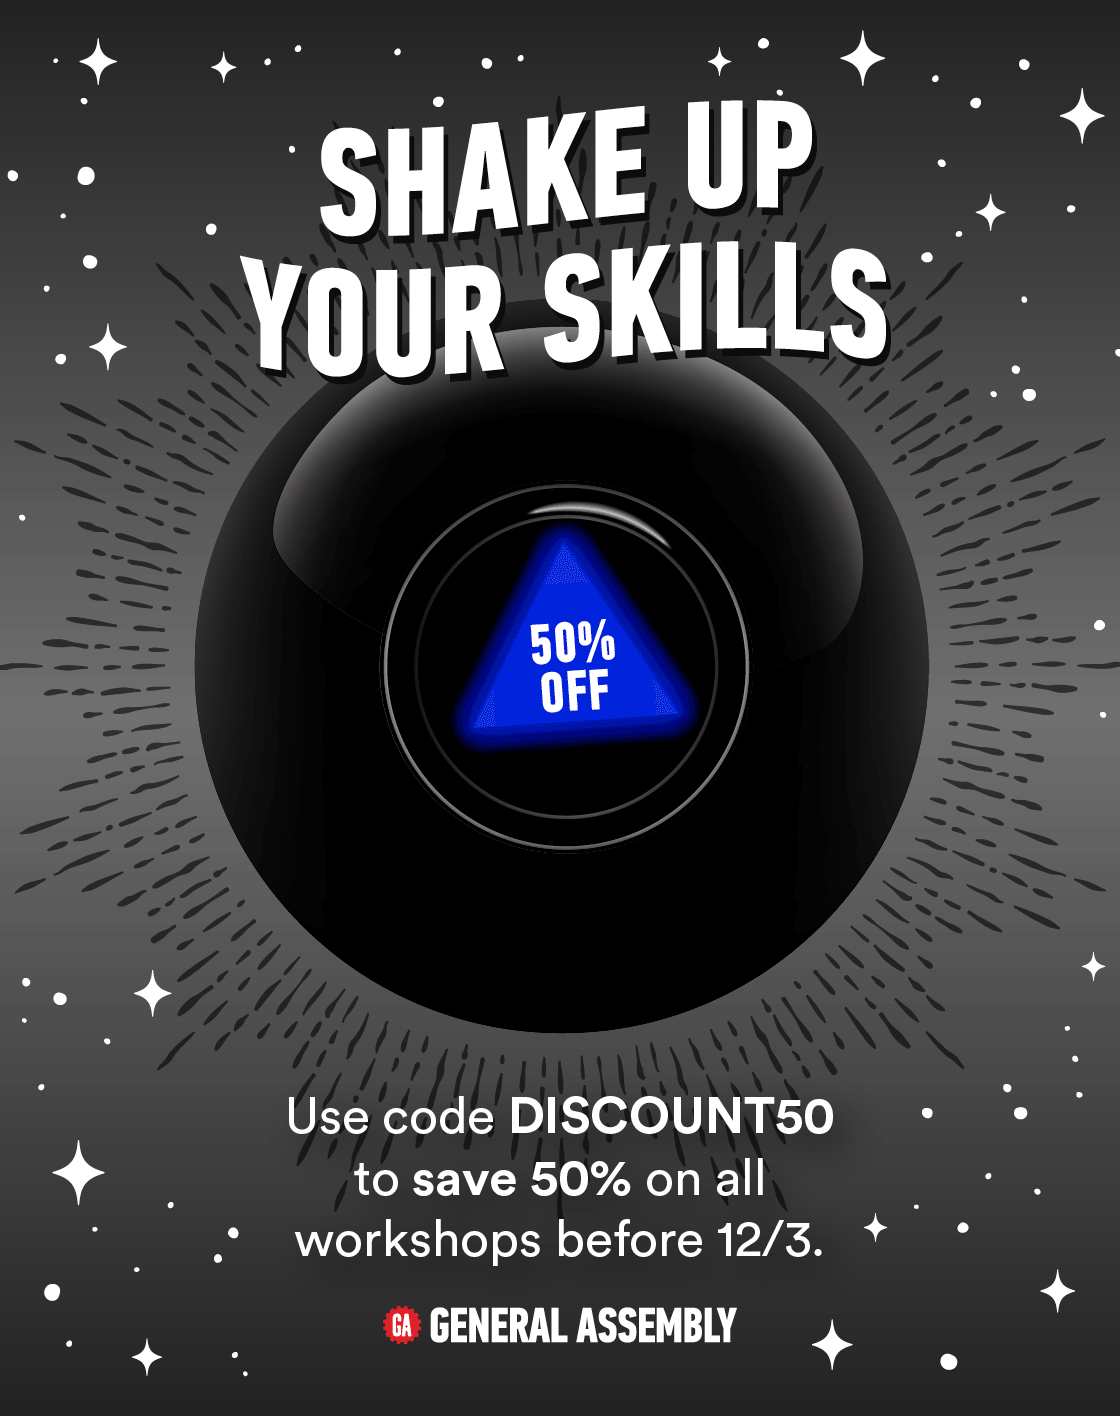 SHAKE UP
YOUR SKILLS
50%
OFF
Use code DISCOUNT50
to save 50% on all
workshops before 12/3.
GA GENERAL ASSEMBLY